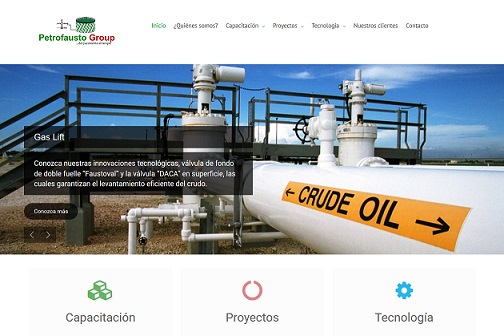 Petrofausto Group
Inicio ¿Quiénes somos? Capacitación Proyectos Tecnología Nuestros clientes Contacto
Gas Lift
Conozca nuestras innovaciones tecnológicas, válvula de fondo
de doble fuelle "Faustoval" y la válvula "DACA" en superficie, las
cuales garantizan el levantamiento eficiente del crudo.
Conozca más
← CRUDE OIL →
Capacitación Proyectos Tecnología